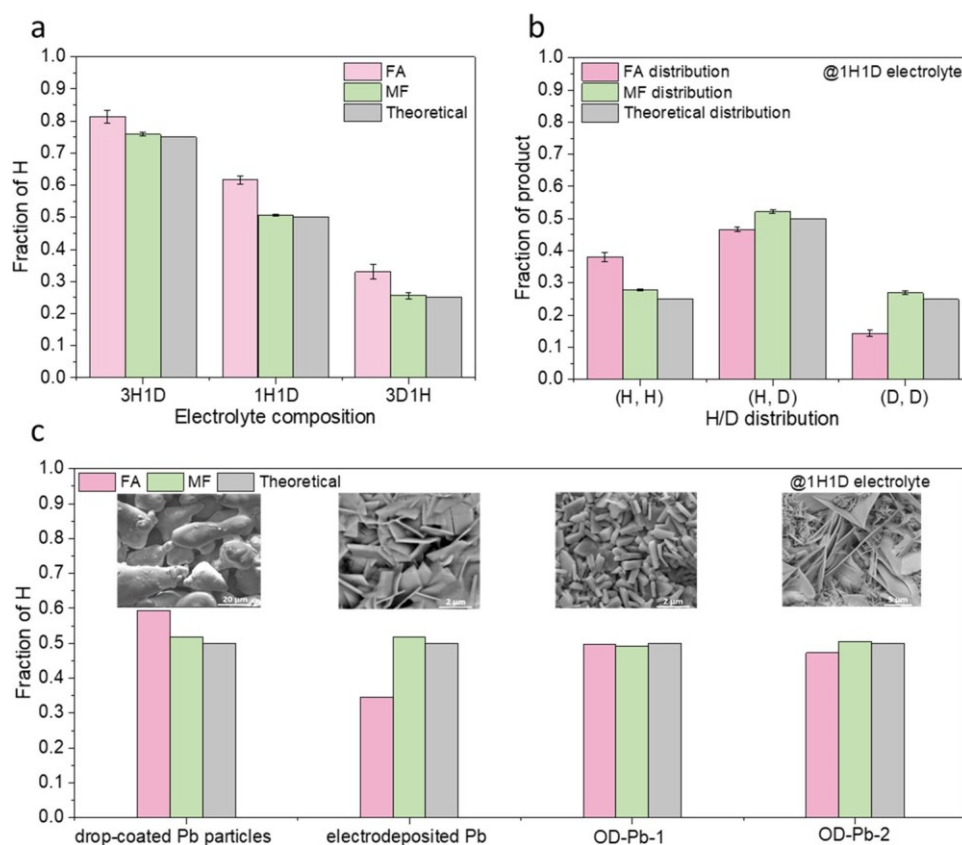 a
FA
MF
Theoretical
1.0
0.9
0.8
0.7
0.6
0.5
0.4
0.3
0.2
0.1
0.0
Fraction of H
3H1D 1H1D 3D1H
Electrolyte composition
b
FA distribution
MF distribution
Theoretical distribution
@1H1D electrolyte
1.0
0.9
0.8
0.7
0.6
0.5
0.4
0.3
0.2
0.1
0.0
Fraction of product
(H, H) (H, D) (D, D)
H/D distribution
c
FA MF Theoretical
@1H1D electrolyte
1.0
0.9
0.8
0.7
0.6
0.5
0.4
0.3
0.2
0.1
0.0
Fraction of H
20 µm
2 µm
2 µm
5 µm
drop-coated Pb particles electrodeposited Pb OD-Pb-1 OD-Pb-2